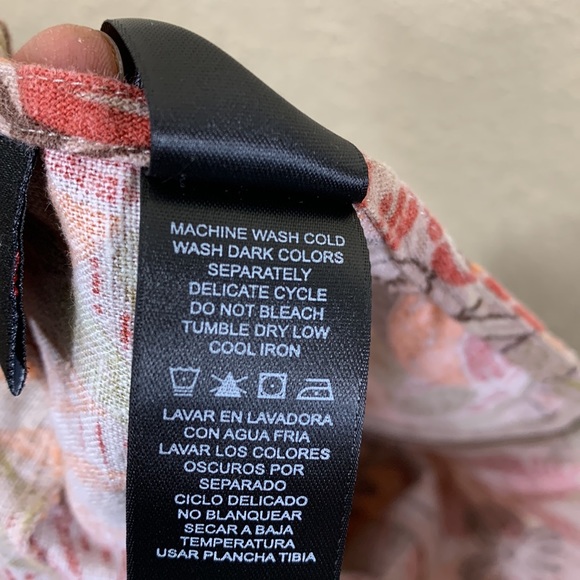 MACHINE WASH COLD
WASH DARK COLORS
SEPARATELY
DELICATE CYCLE
DO NOT BLEACH
TUMBLE DRY LOW
COOL IRON
LAVAR EN LAVADORA
CON AGUA FRIA
LAVAR LOS COLORES
OSCUROS POR
SEPARADO
CICLO DELICADO
NO BLANQUEAR
SECAR A BAJA
TEMPERATURA
USAR PLANCHA TIBIA